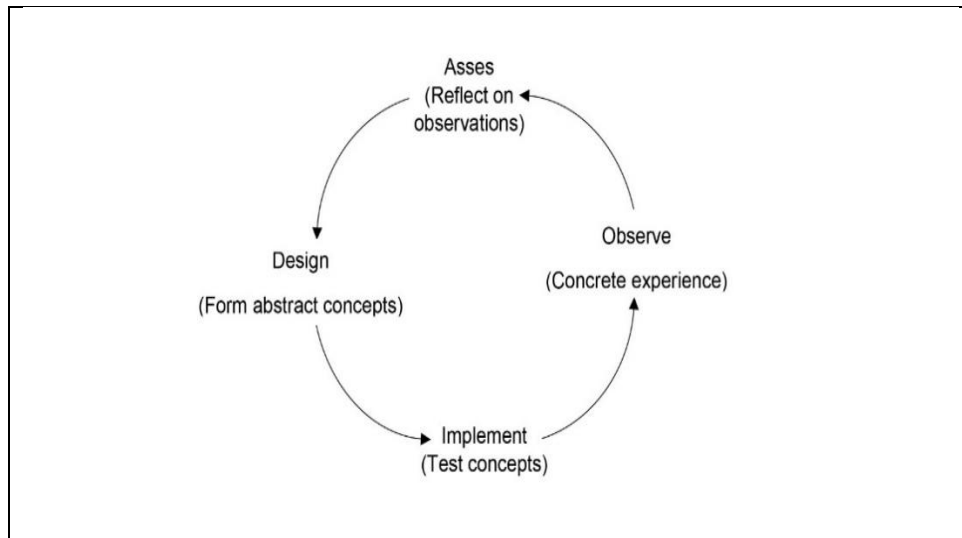 Asses
(Reflect on
observations)
Observe
(Concrete experience)
Design
(Form abstract concepts)
Implement
(Test concepts)